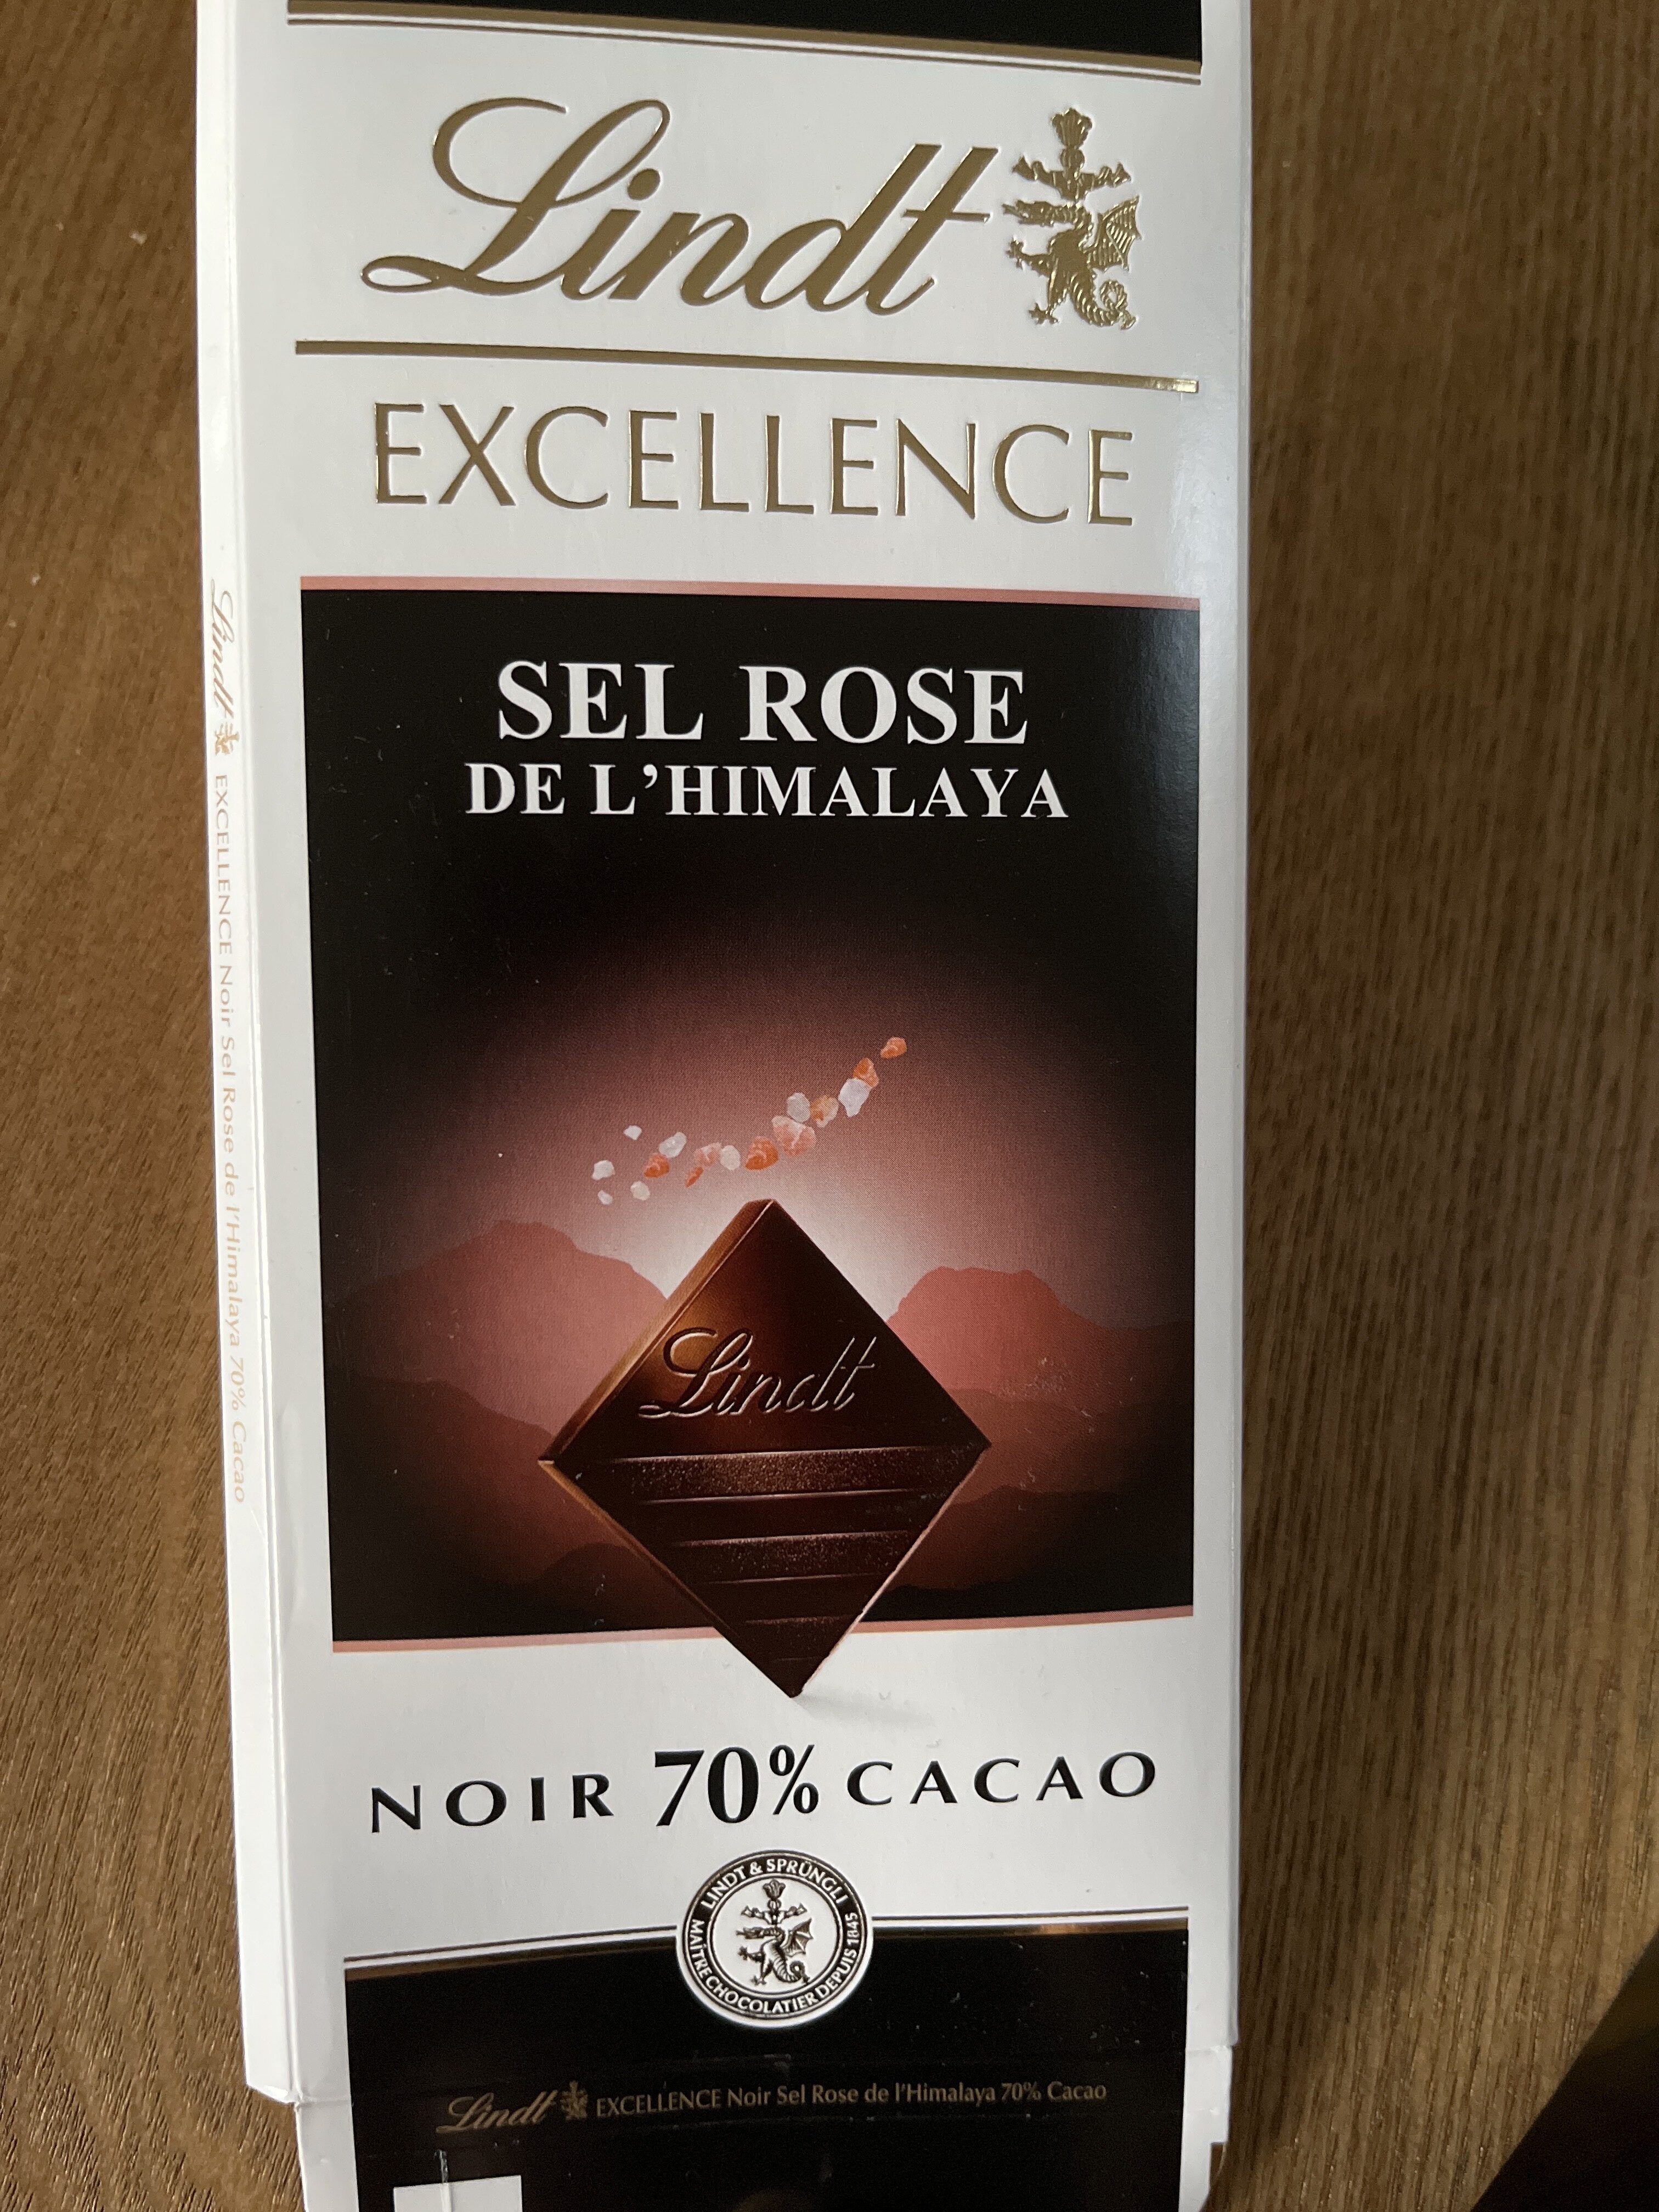 Lindt
EXCELLENCE
SEL ROSE
DE L'HIMALAYA
Lindt
NOIR 70% CACAO
LINDT & SPRÜNGLI
MAÎTRE CHOCOLATIER DEPUIS 1845
Lindt EXCELLENCE Noir Sel Rose de l'Himalaya 70% Cacao
Lindt EXCELLENCE Noir Sel Rose de l'Himalaya 70% Cacao